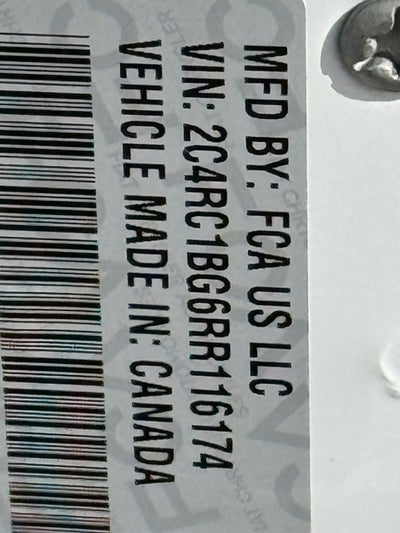 MFD BY: FCA US LLC
VIN: 2C4RC1BG6RR116174
VEHICLE MADE IN: CANADA